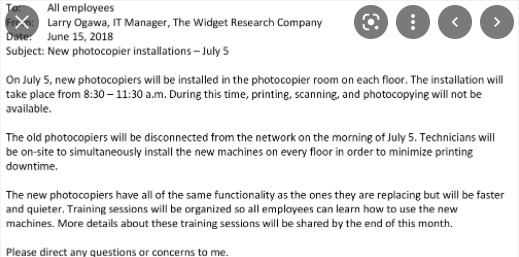 To: All employees
From: Larry Ogawa, IT Manager, The Widget Research Company
Date: June 15, 2018
Subject: New photocopier installations – July 5
On July 5, new photocopiers will be installed in the photocopier room on each floor. The installation will
take place from 8:30 – 11:30 a.m. During this time, printing, scanning, and photocopying will not be
available.
The old photocopiers will be disconnected from the network on the morning of July 5. Technicians will
be on-site to simultaneously install the new machines on every floor in order to minimize printing
downtime.
The new photocopiers have all of the same functionality as the ones they are replacing but will be faster
and quieter. Training sessions will be organized so all employees can learn how to use the new
machines. More details about these training sessions will be shared by the end of this month.
Please direct any questions or concerns to me.